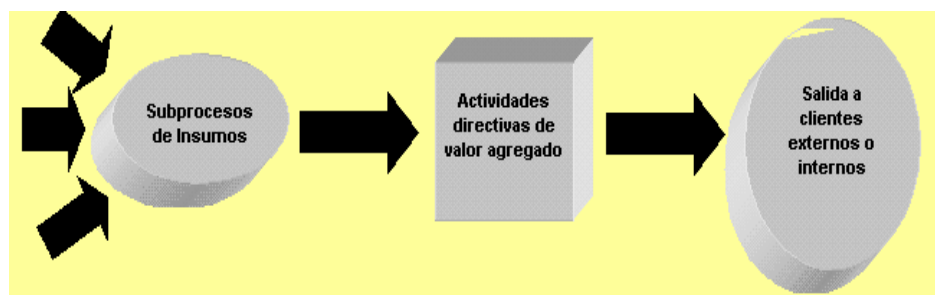 Subprocesos
de Insumos
Actividades
directivas de
valor agregado
Salida a
clientes
externos o
internos